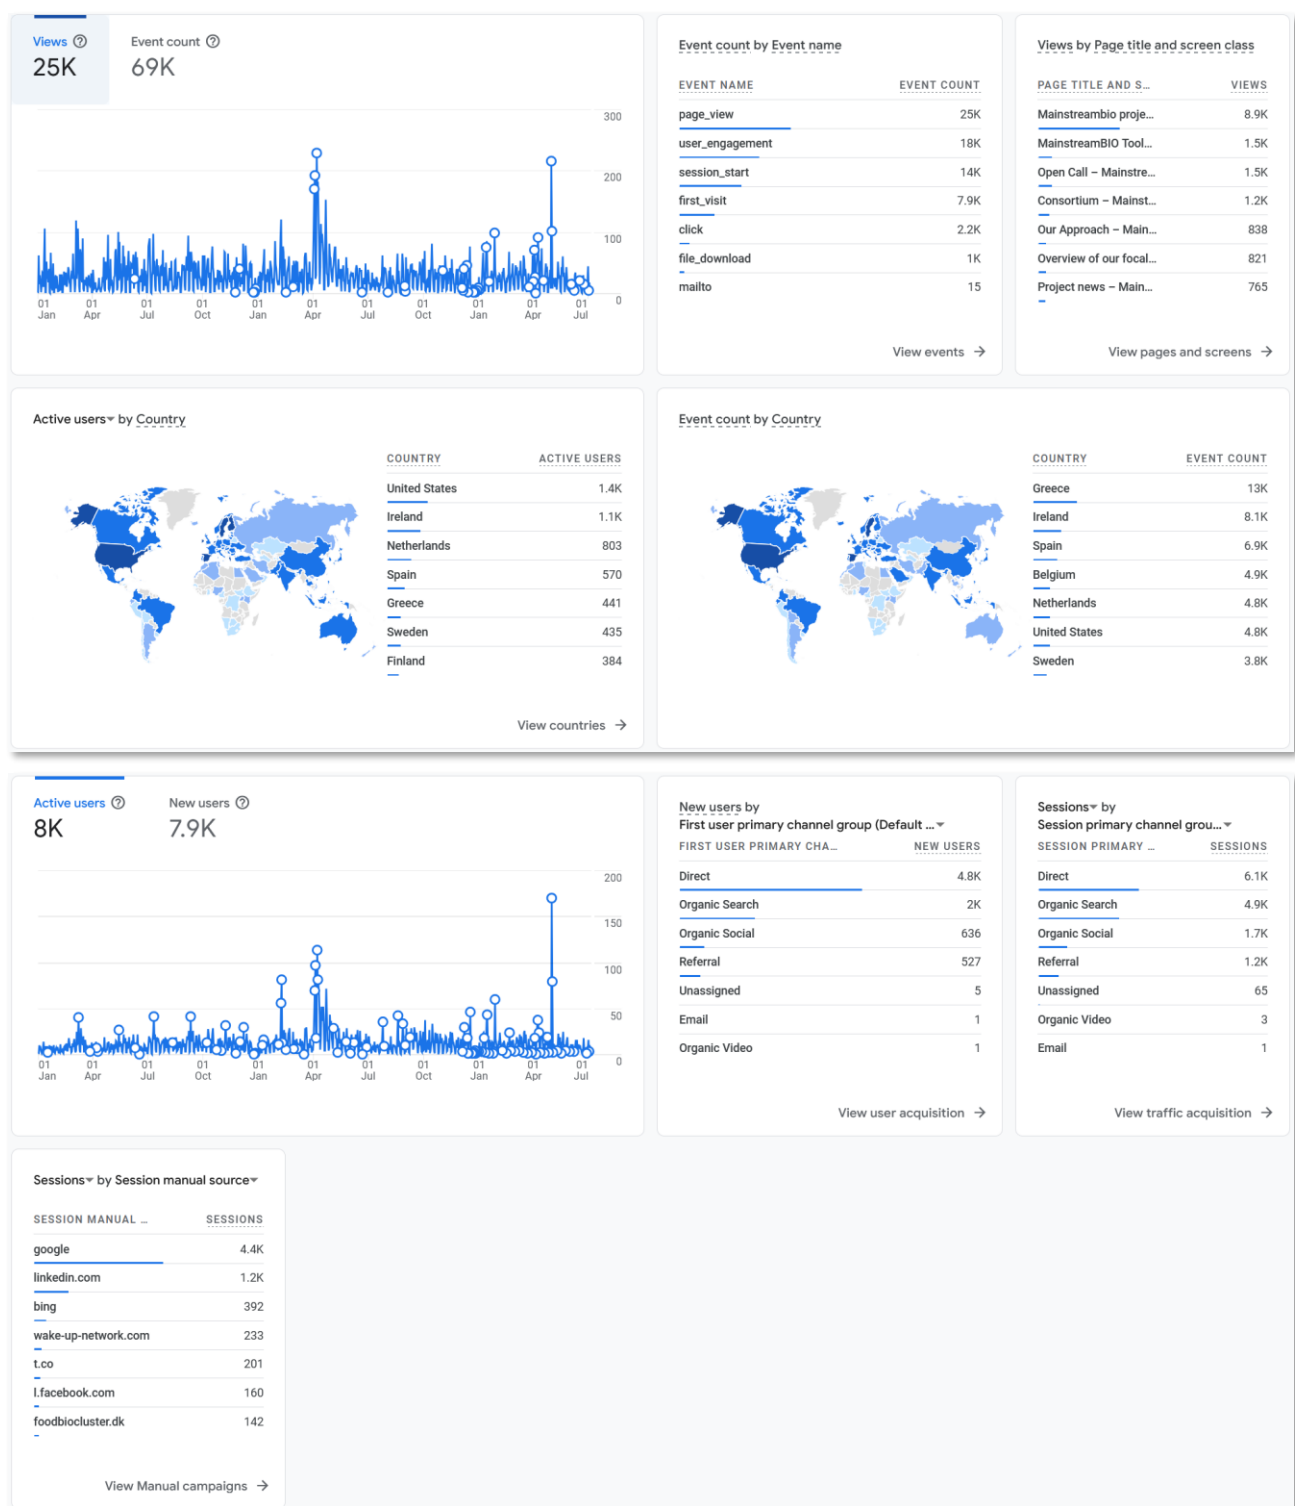 Views
Event count
25K
69K
300
200
100
0
01 01 01 01 01 01 01 01 01 01 01
Jan Apr Jul Oct Jan Apr Jul Oct Jan Apr Jul
Event count by Event name
EVENT NAME EVENT COUNT
page_view 25K
user_engagement 18K
session_start 14K
first_visit 7.9K
click 2.2K
file_download 1K
mailto 15
View events
Views by Page title and screen class
PAGE TITLE AND S... VIEWS
Mainstreambio proje... 8.9K
MainstreamBIO Tool... 1.5K
Open Call – Mainstre... 1.5K
Consortium – Mainst... 1.2K
Our Approach – Main... 838
Overview of our focal... 821
Project news – Main... 765
View pages and screens
Active users by Country
COUNTRY ACTIVE USERS
United States 1.4K
Ireland 1.1K
Netherlands 803
Spain 570
Greece 441
Sweden 435
Finland 384
View countries
Event count by Country
COUNTRY EVENT COUNT
Greece 13K
Ireland 8.1K
Spain 6.9K
Belgium 4.9K
Netherlands 4.8K
United States 4.8K
Sweden 3.8K
Active users
New users
8K
7.9K
200
150
100
50
0
01 01 01 01 01 01 01 01 01 01 01
Jan Apr Jul Oct Jan Apr Jul Oct Jan Apr Jul
New users by
First user primary channel group (Default ...
FIRST USER PRIMARY CHA... NEW USERS
Direct 4.8K
Organic Search 2K
Organic Social 636
Referral 527
Unassigned 5
Email 1
Organic Video 1
View user acquisition
Sessions by
Session primary channel grou...
SESSION PRIMARY ... SESSIONS
Direct 6.1K
Organic Search 4.9K
Organic Social 1.7K
Referral 1.2K
Unassigned 65
Organic Video 3
Email 1
View traffic acquisition
Sessions by Session manual source
SESSION MANUAL ... SESSIONS
google 4.4K
linkedin.com 1.2K
bing 392
wake-up-network.com 233
t.co 201
l.facebook.com 160
foodbiocluster.dk 142
View Manual campaigns